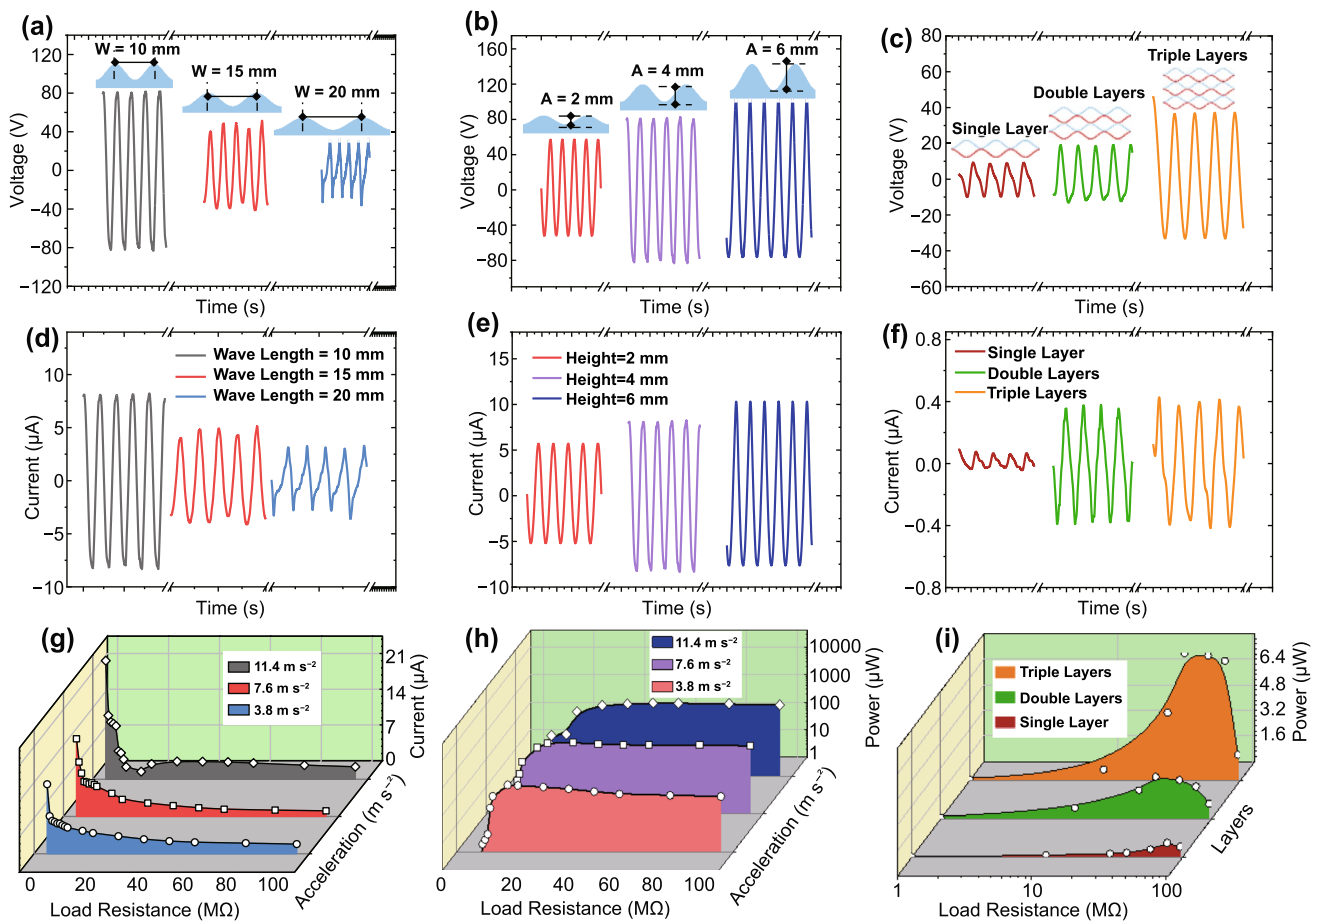 (a)
120
80
40
0
−40
−80
−120
Voltage (V)
W = 10 mm
W = 15 mm
W = 20 mm
Time (s)
(b)
160
120
80
40
0
−40
−80
Voltage (V)
A = 2 mm
A = 4 mm
A = 6 mm
Time (s)
(c)
80
60
40
20
0
−20
−40
−60
Voltage (V)
Single Layer
Double Layers
Triple Layers
Time (s)
(d)
10
5
0
−5
−10
Current (μA)
Wave Length = 10 mm
Wave Length = 15 mm
Wave Length = 20 mm
Time (s)
(e)
15
10
5
0
−5
−10
Current (μA)
Height=2 mm
Height=4 mm
Height=6 mm
Time (s)
(f)
0.8
0.4
0.0
−0.4
−0.8
Current (μA)
Single Layer
Double Layers
Triple Layers
Time (s)
(g)
11.4 m s⁻²
7.6 m s⁻²
3.8 m s⁻²
21
14
7
0
Current (μA)
Acceleration (m s⁻²)
0
20
40
60
80
100
Load Resistance (MΩ)
(h)
11.4 m s⁻²
7.6 m s⁻²
3.8 m s⁻²
10000
1000
100
10
1
Power (μW)
Acceleration (m s⁻²)
0
20
40
60
80
100
Load Resistance (MΩ)
(i)
Triple Layers
Double Layers
Single Layer
6.4
4.8
3.2
1.6
Power (μW)
Layers
1
10
100
Load Resistance (MΩ)